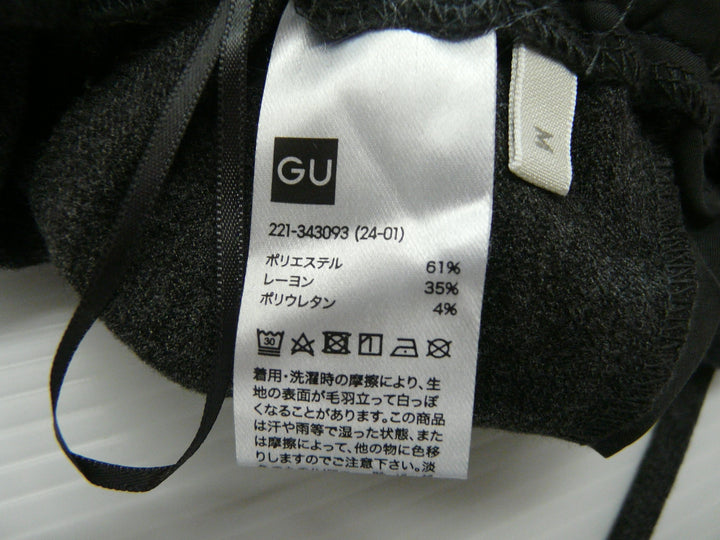 GU
M
221-343093 (24-01)
ポリエステル 61%
レーヨン 35%
ポリウレタン 4%
30
着用・洗濯時の摩擦により、生
地の表面が毛羽立って白っぽ
くなることがあります。この商品
は汗や雨等で湿った状態、また
は摩擦によって、他の物に色移
りしますのでご注意下さい。淡